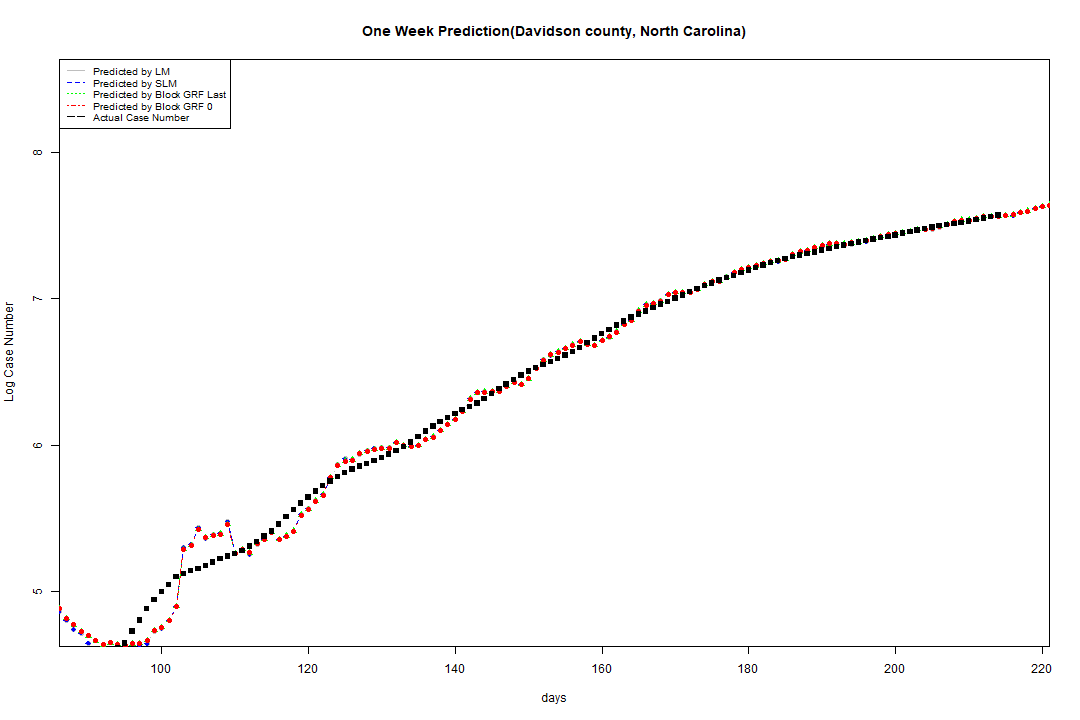 One Week Prediction(Davidson county, North Carolina)
Predicted by LM
Predicted by SLM
Predicted by Block GRF Last
Predicted by Block GRF 0
Actual Case Number
8
7
6
5
Log Case Number
100 120 140 160 180 200 220
days